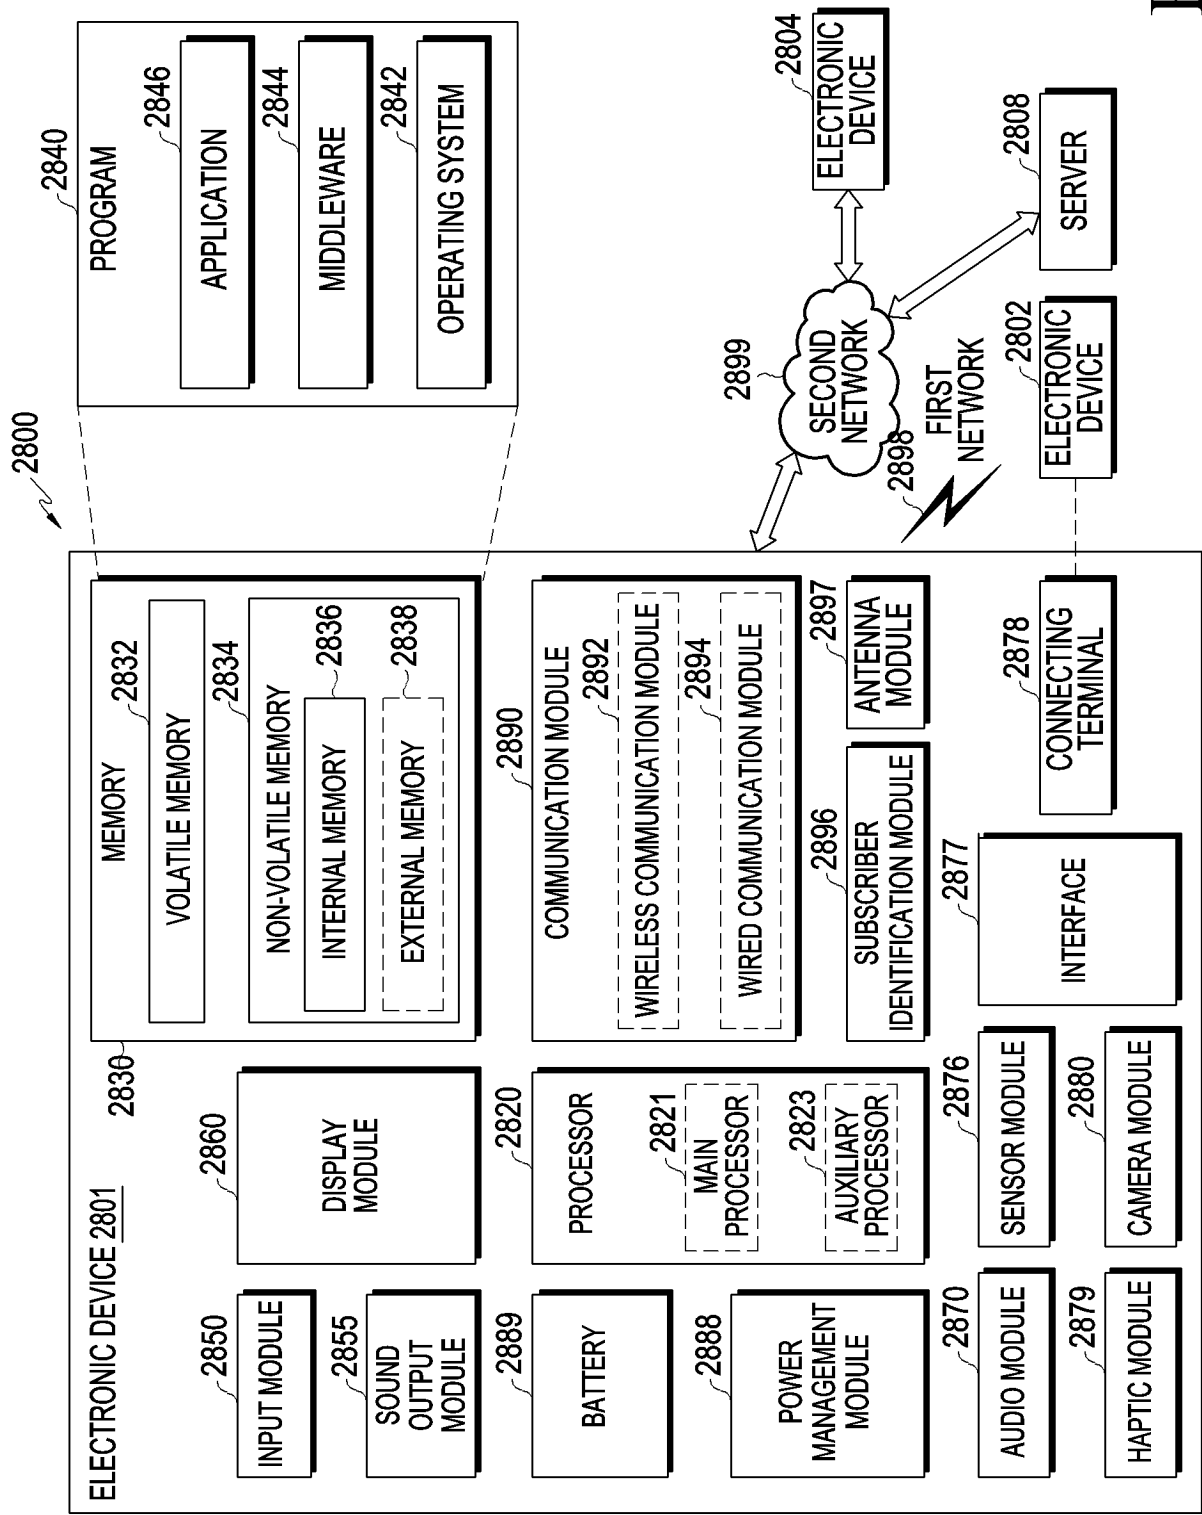 2800
ELECTRONIC DEVICE 2801
2850
INPUT MODULE
2855
SOUND
OUTPUT
MODULE
2889
BATTERY
2888
POWER
MANAGEMENT
MODULE
2870
AUDIO MODULE
2879
HAPTIC MODULE
2860
DISPLAY
MODULE
2820
PROCESSOR
2821
MAIN
PROCESSOR
2823
AUXILIARY
PROCESSOR
2876
SENSOR MODULE
2880
CAMERA MODULE
2830
MEMORY
2832
VOLATILE MEMORY
2834
NON-VOLATILE MEMORY
2836
INTERNAL MEMORY
2838
EXTERNAL MEMORY
2890
COMMUNICATION MODULE
2892
WIRELESS COMMUNICATION MODULE
2894
WIRED COMMUNICATION MODULE
2896
SUBSCRIBER
IDENTIFICATION MODULE
2897
ANTENNA
MODULE
2877
INTERFACE
2878
CONNECTING
TERMINAL
2840
PROGRAM
2846
APPLICATION
2844
MIDDLEWARE
2842
OPERATING SYSTEM
2899
SECOND
NETWORK
2898
FIRST
NETWORK
2804
ELECTRONIC
DEVICE
2808
SERVER
2802
ELECTRONIC
DEVICE